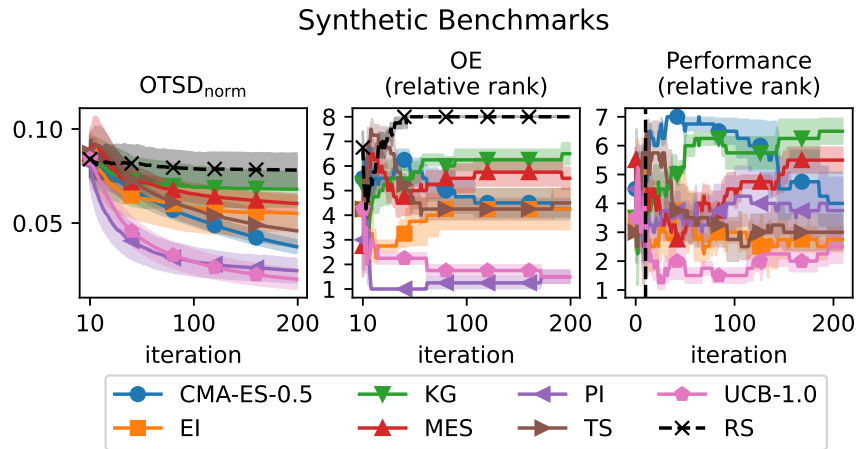 Synthetic Benchmarks
OTSDnorm
OE
(relative rank)
Performance
(relative rank)
0.10
0.05
10
100
200
iteration
8
7
6
5
4
3
2
1
10
100
200
iteration
7
6
5
4
3
2
1
0
100
200
iteration
CMA-ES-0.5
KG
PI
UCB-1.0
EI
MES
TS
RS